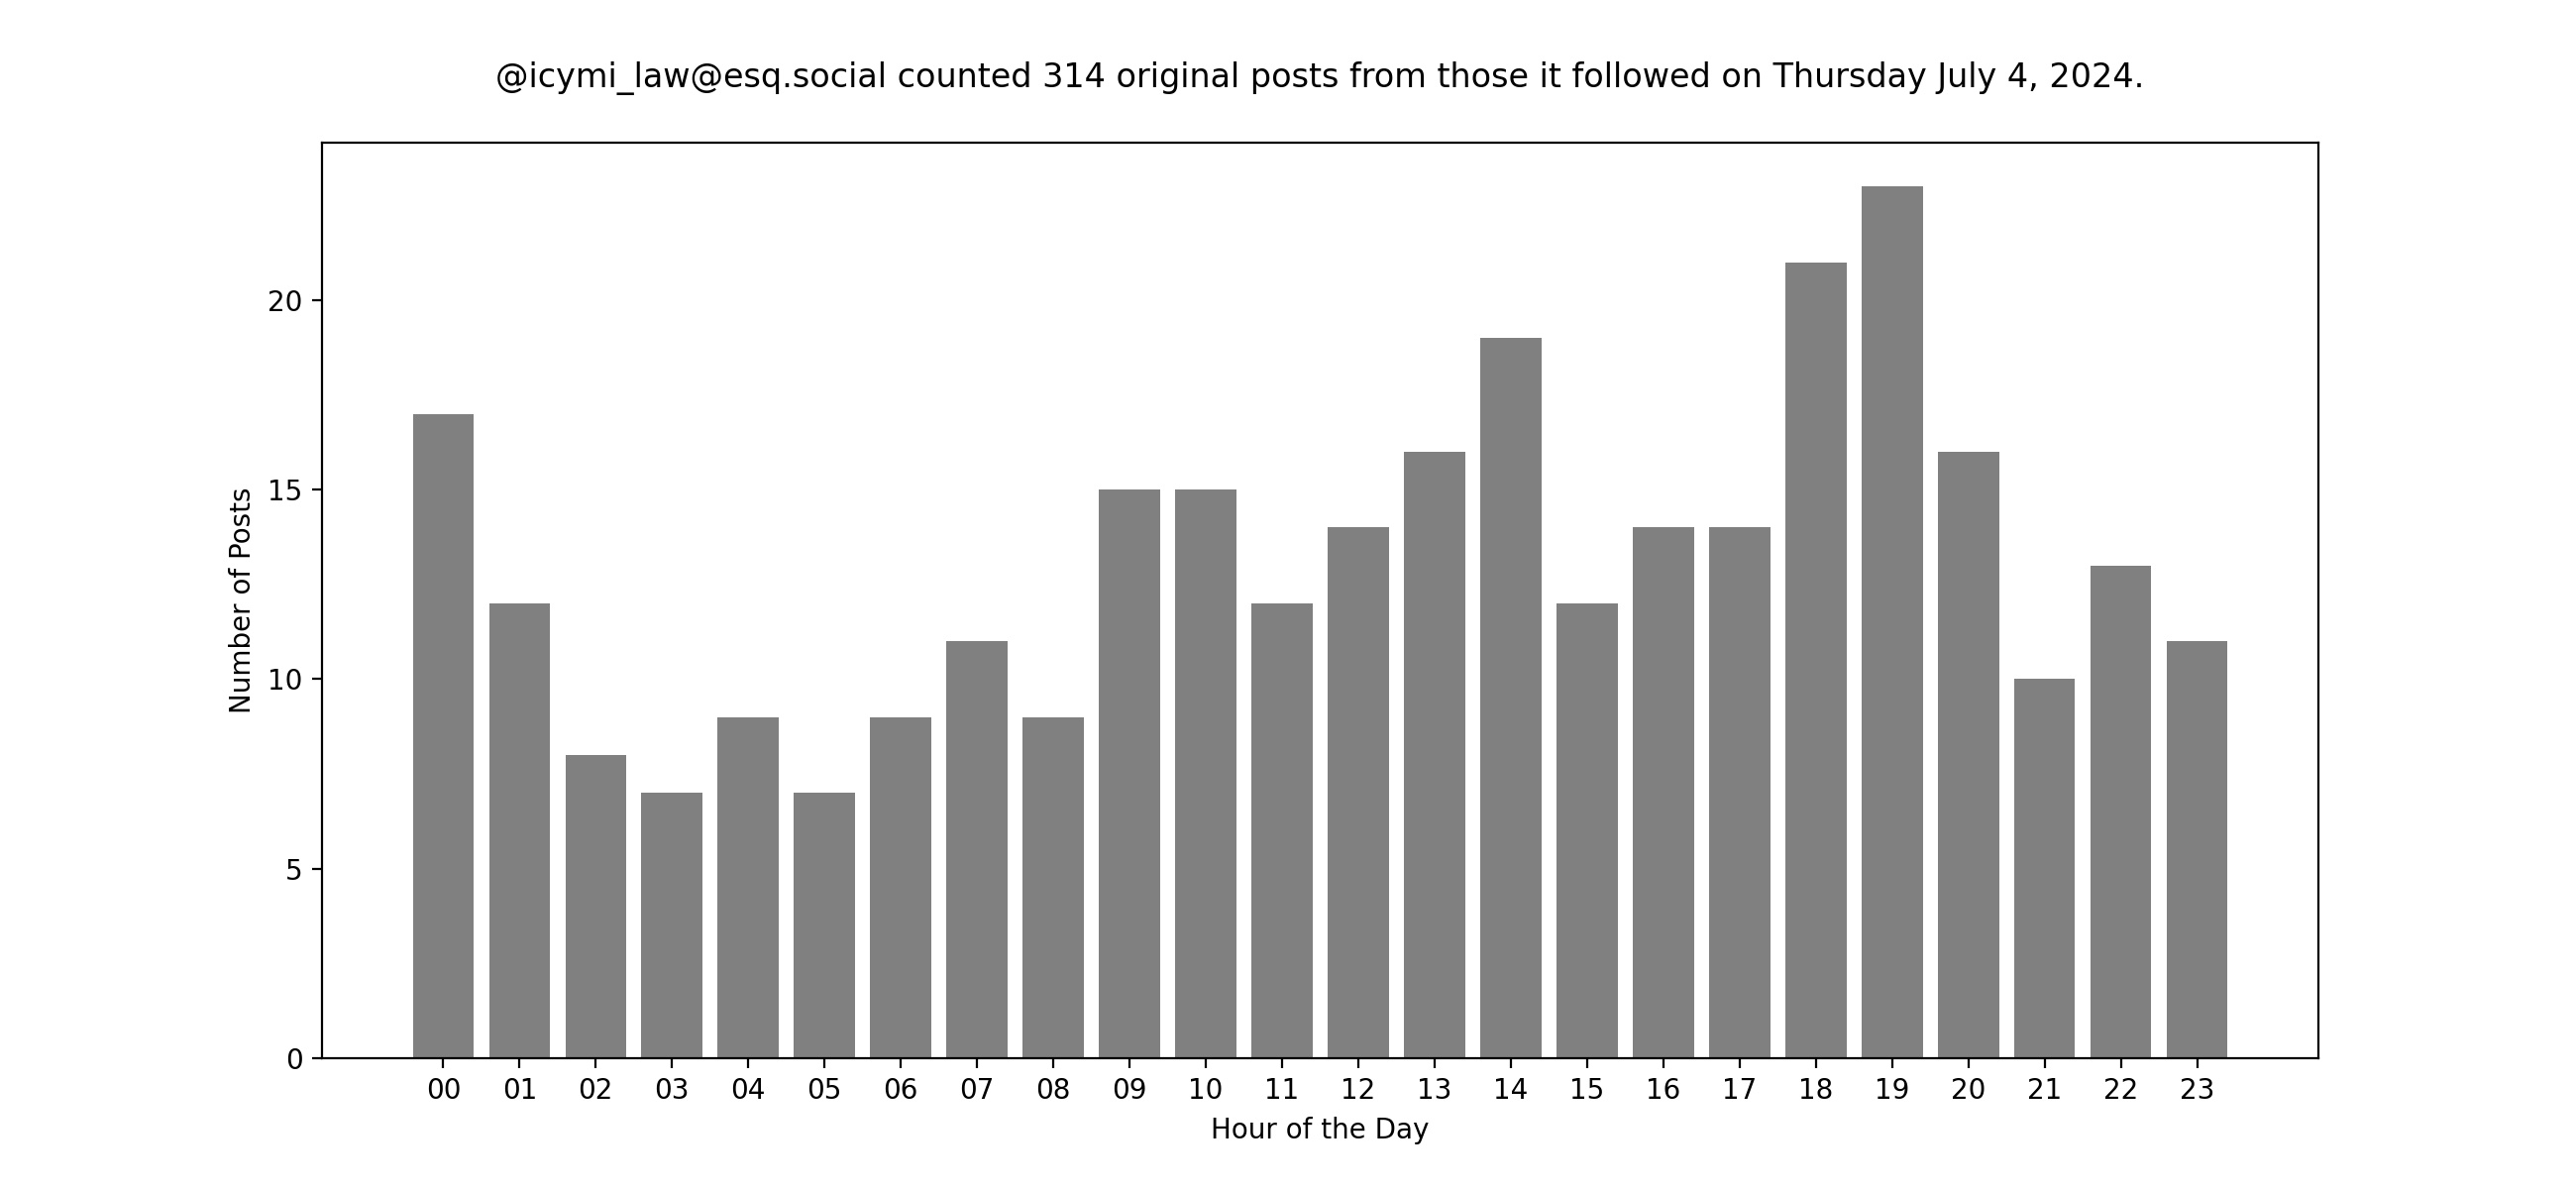 @icymi_law@esq.social counted 314 original posts from those it followed on Thursday July 4, 2024.
20
15
10
5
0
Number of Posts
00 01 02 03 04 05 06 07 08 09 10 11 12 13 14 15 16 17 18 19 20 21 22 23
Hour of the Day